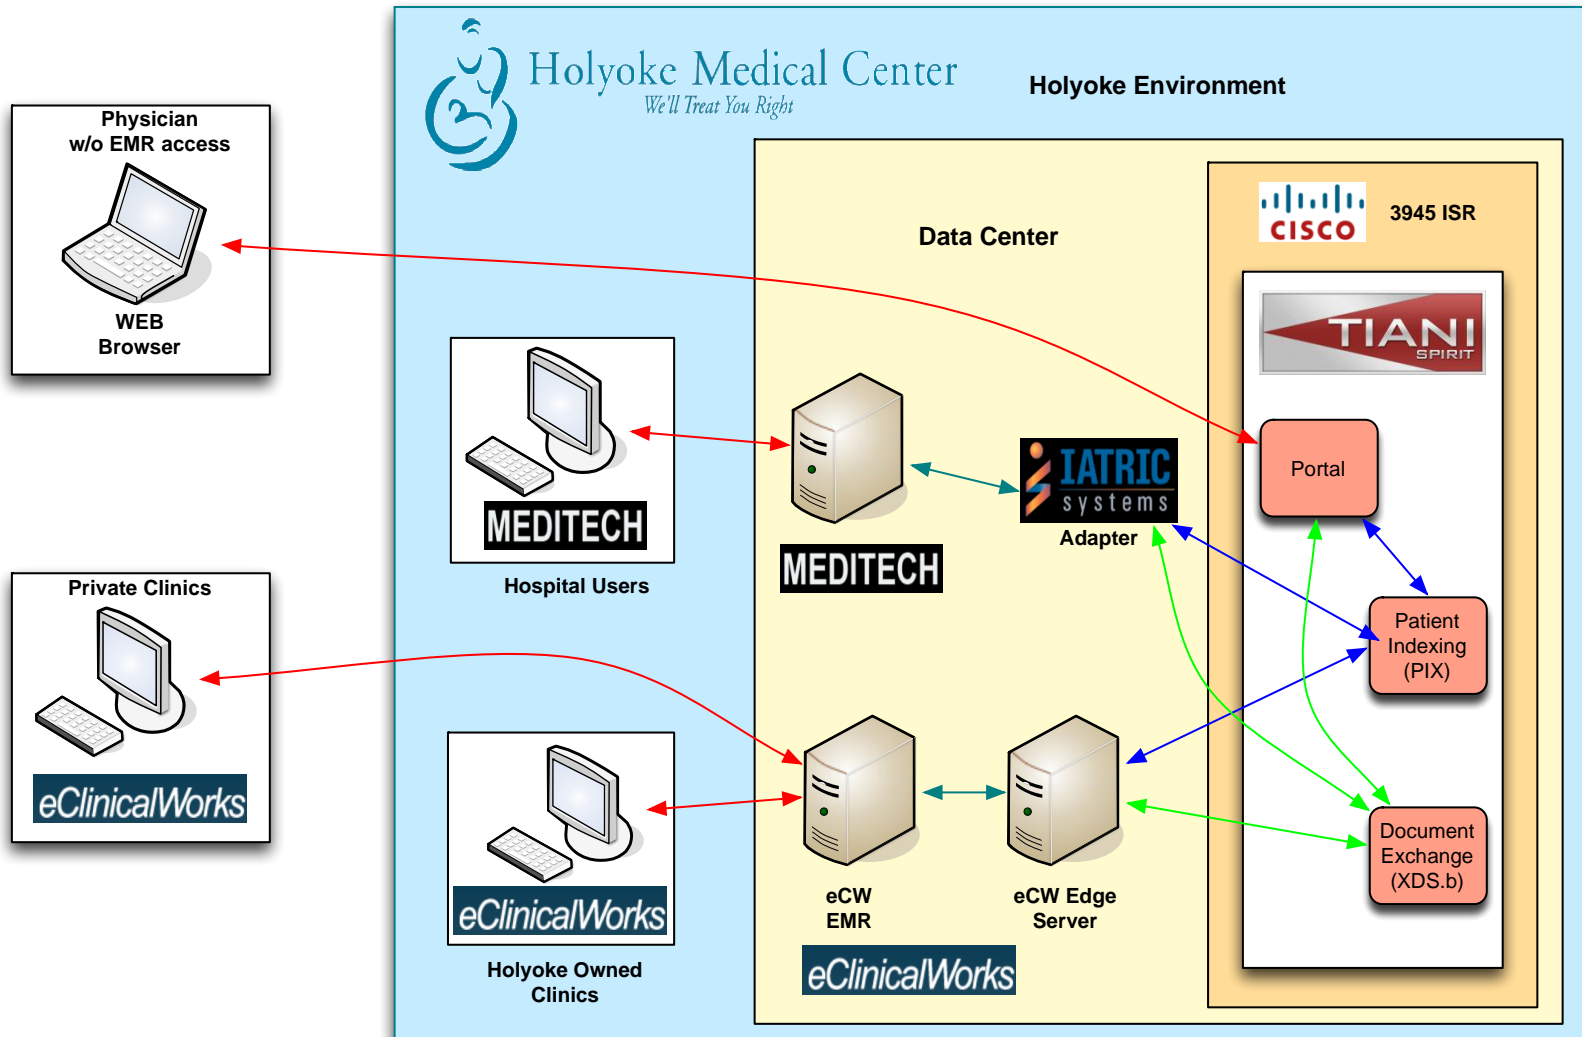 Holyoke Medical Center
We'll Treat You Right
Holyoke Environment
Physician
w/o EMR access
WEB
Browser
Data Center
CISCO
3945 ISR
TIANI
SPIRIT
Portal
MEDITECH
Hospital Users
MEDITECH
IATRIC
systems
Adapter
Patient
Indexing
(PIX)
Private Clinics
eClinicalWorks
eClinicalWorks
Holyoke Owned
Clinics
eCW
EMR
eClinicalWorks
eCW Edge
Server
Document
Exchange
(XDS.b)